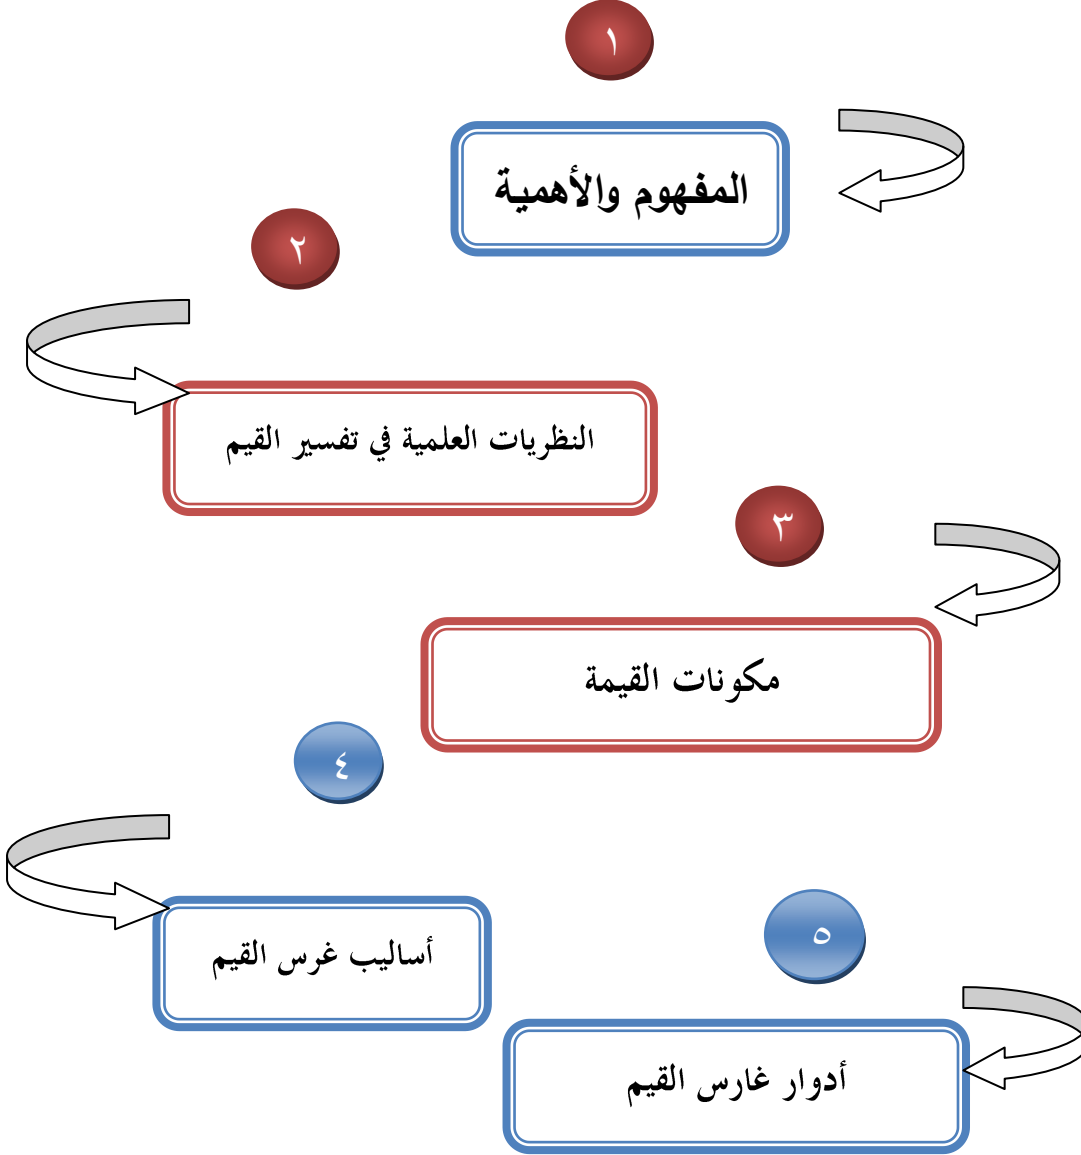 ١
المفهوم والأهمية
٢
النظريات العلمية في تفسير القيم
٣
مكونات القيمة
٤
أساليب غرس القيم
٥
أدوار غارس القيم